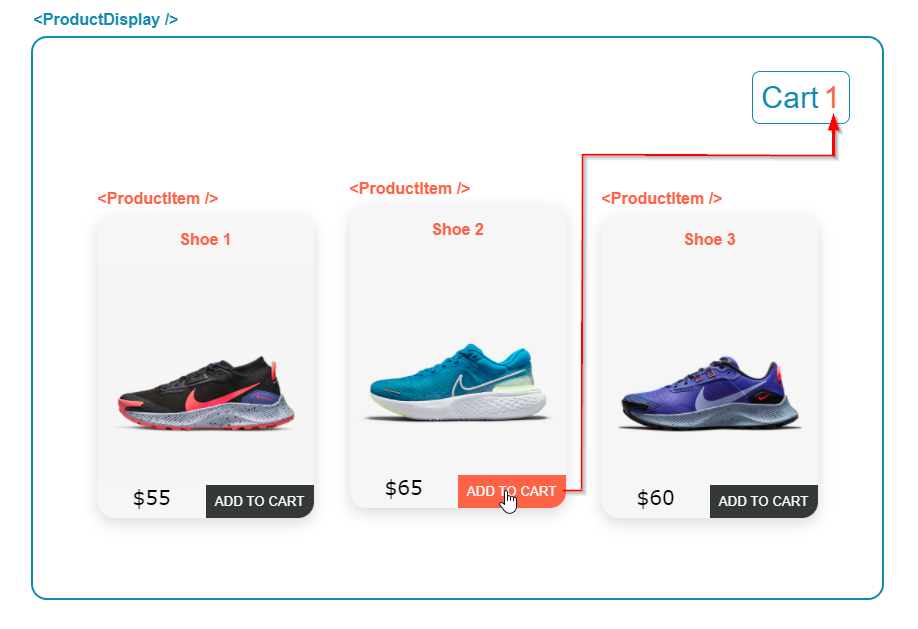 <ProductDisplay />
Cart 1
<ProductItem />
<ProductItem />
<ProductItem />
Shoe 1
Shoe 2
Shoe 3
$55
ADD TO CART
$65
ADD TO CART
$60
ADD TO CART